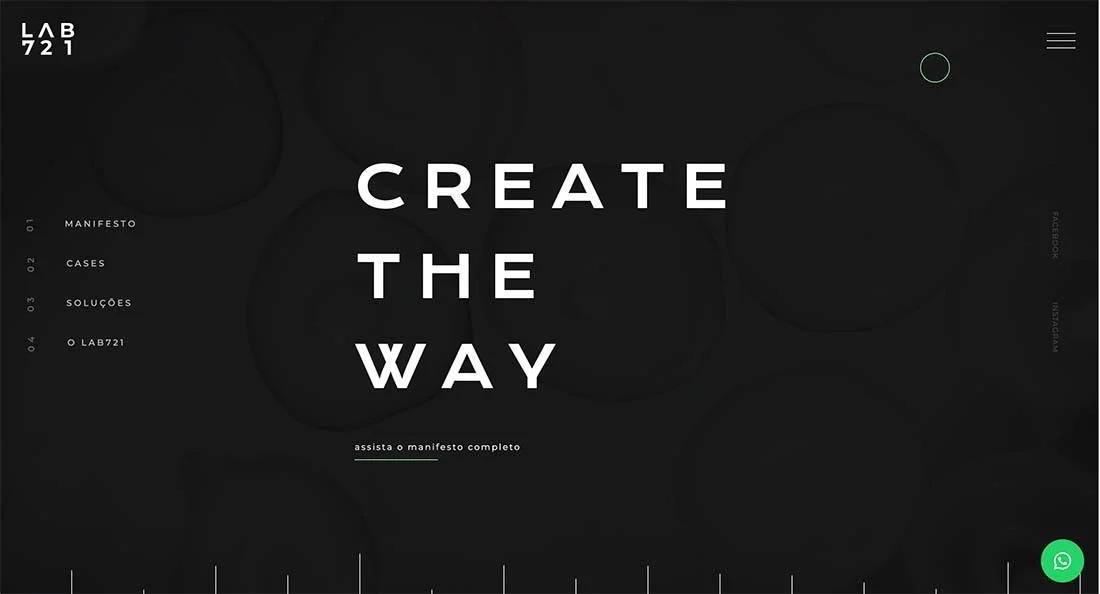 LAB
721
CREATE
THE
WAY
01 MANIFESTO
02 CASES
03 SOLUÇÕES
04 O LAB721
assista o manifesto completo
FACEBOOK
INSTAGRAM